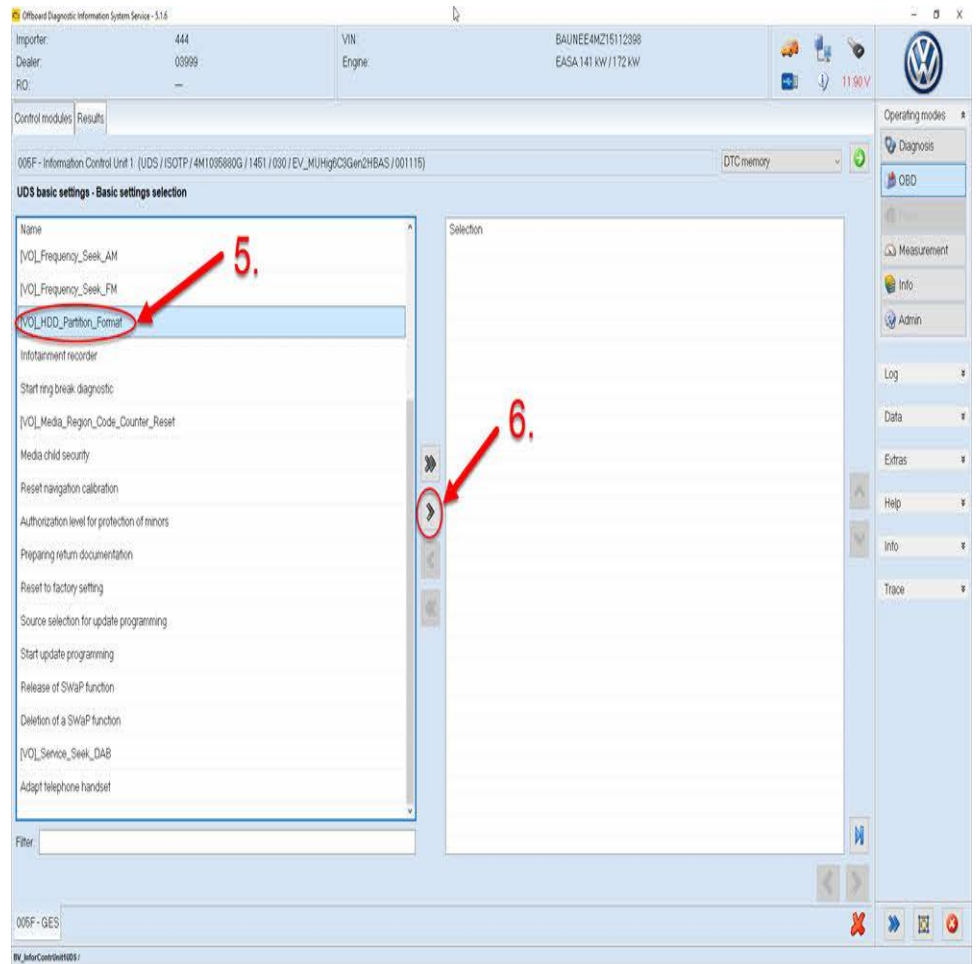 Offboard Diagnostic Information System Service - 5.1.6
Importer: 444 VIN: BAUNEE4MZ15112398
Dealer: 03999 Engine: EASA 141 kW / 172 kW
RO: — 11.90 V
Control modules Results
Operating modes
Diagnosis
005F - Information Control Unit 1 (UDS / ISOTP / 4M1035880G / 1451 / 030 / EV_MUHig6C3Gen2HBAS / 001115) DTC memory
OBD
UDS basic settings - Basic settings selection
Name
Selection
[VO]_Frequency_Seek_AM
5.
Measurement
[VO]_Frequency_Seek_FM
Info
[VO]_HDD_Partition_Format
Admin
Infotainment recorder
Log
Start ring break diagnostic
[VO]_Media_Region_Code_Counter_Reset
Data
6.
Media child security
Extras
Reset navigation calibration
Help
Authorization level for protection of minors
Preparing return documentation
Info
Reset to factory setting
Trace
Source selection for update programming
Start update programming
Release of SWaP function
Deletion of a SWaP function
[VO]_Service_Seek_DAB
Adapt telephone handset
Filter:
005F - GES
BV_InforContrUnit1UDS /